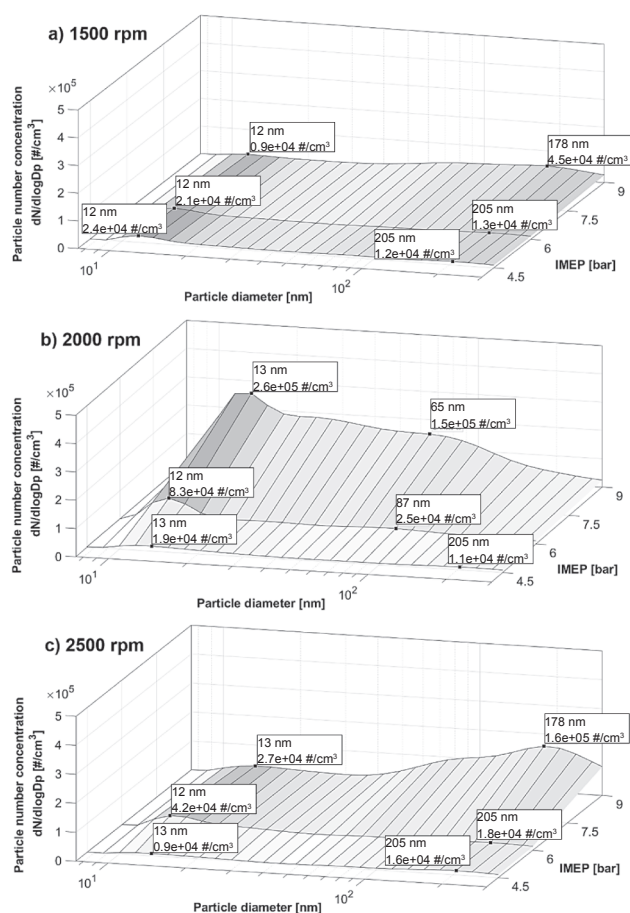 a) 1500 rpm
×10⁵
Particle number concentration
dN/dlogDp [#/cm³]
5
4
3
2
1
0
12 nm
0.9e+04 #/cm³
178 nm
4.5e+04 #/cm³
12 nm
2.1e+04 #/cm³
12 nm
2.4e+04 #/cm³
205 nm
1.3e+04 #/cm³
205 nm
1.2e+04 #/cm³
9
7.5
6
4.5
IMEP [bar]
10¹
10²
Particle diameter [nm]
b) 2000 rpm
×10⁵
Particle number concentration
dN/dlogDp [#/cm³]
5
4
3
2
1
0
13 nm
2.6e+05 #/cm³
65 nm
1.5e+05 #/cm³
12 nm
8.3e+04 #/cm³
87 nm
2.5e+04 #/cm³
13 nm
1.9e+04 #/cm³
205 nm
1.1e+04 #/cm³
9
7.5
6
4.5
IMEP [bar]
10¹
10²
Particle diameter [nm]
c) 2500 rpm
×10⁵
Particle number concentration
dN/dlogDp [#/cm³]
5
4
3
2
1
0
178 nm
1.6e+05 #/cm³
13 nm
2.7e+04 #/cm³
12 nm
4.2e+04 #/cm³
205 nm
1.8e+04 #/cm³
13 nm
0.9e+04 #/cm³
205 nm
1.6e+04 #/cm³
9
7.5
6
4.5
IMEP [bar]
10¹
10²
Particle diameter [nm]